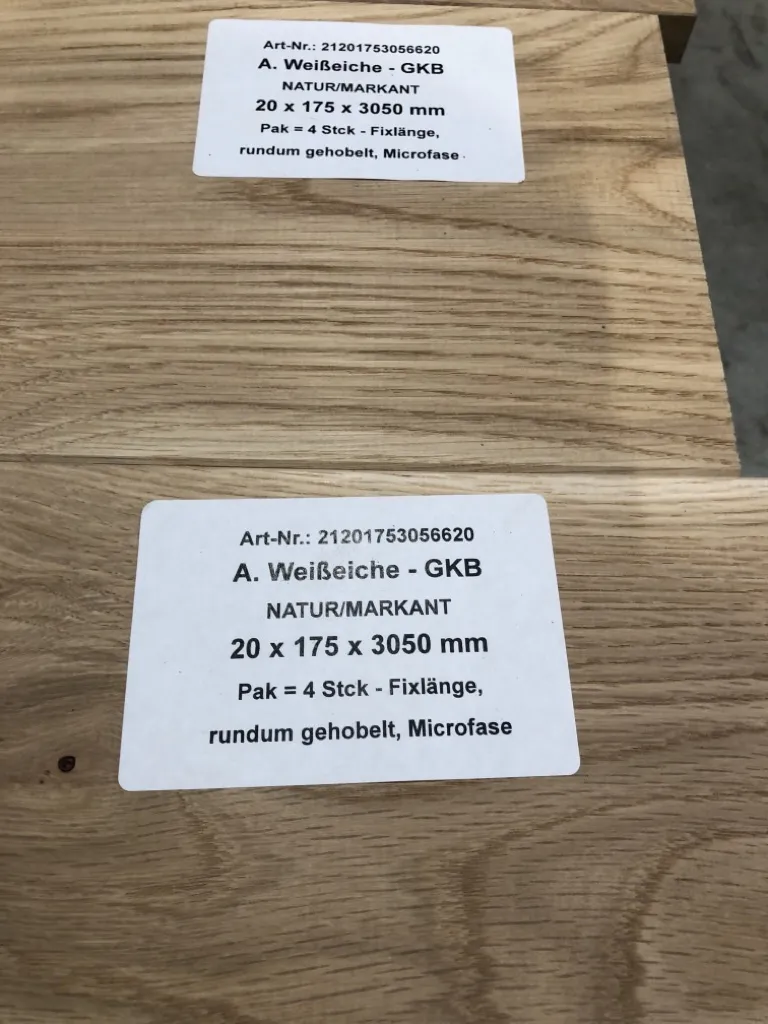 Art-Nr.: 21201753056620
A. Weißeiche - GKB
NATUR/MARKANT
20 x 175 x 3050 mm
Pak = 4 Stck - Fixlänge,
rundum gehobelt, Microfase
Art-Nr.: 21201753056620
A. Weißeiche - GKB
NATUR/MARKANT
20 x 175 x 3050 mm
Pak = 4 Stck - Fixlänge,
rundum gehobelt, Microfase